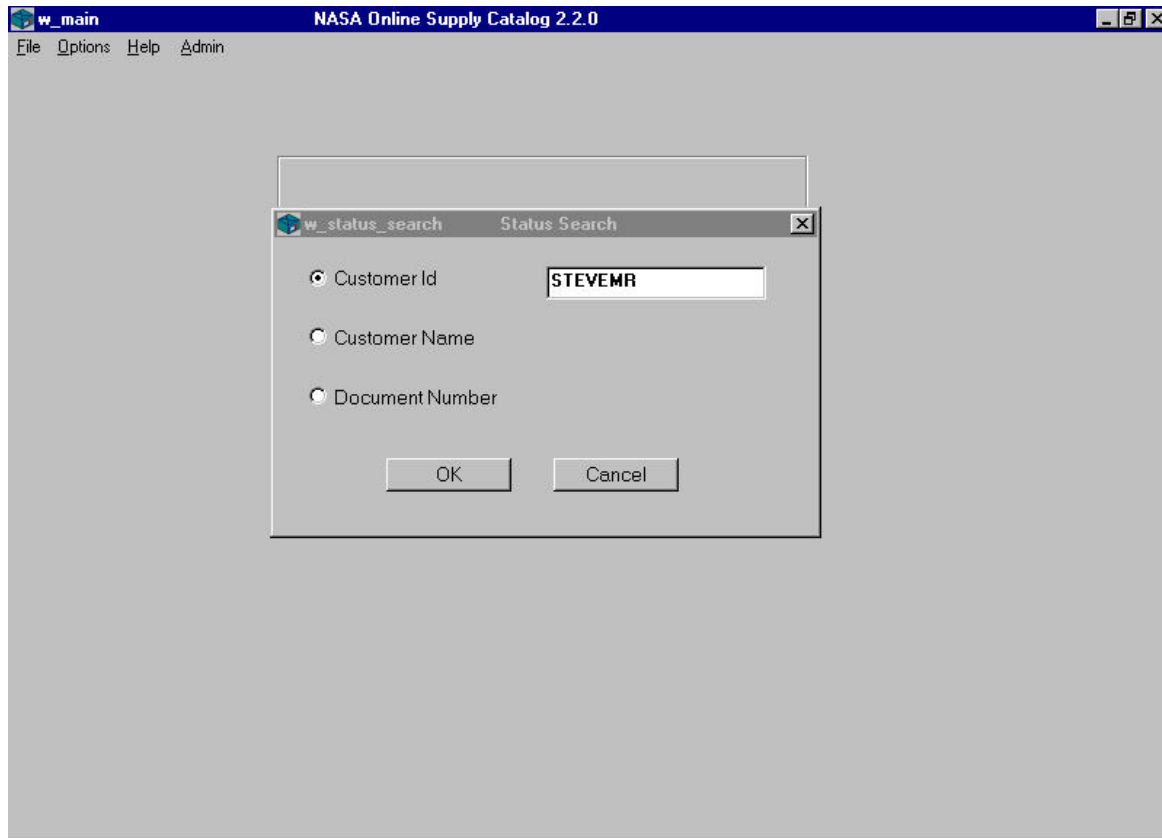 w_main NASA Online Supply Catalog 2.2.0
File Options Help Admin
w_status_search Status Search
Customer Id STEVEMR
Customer Name
Document Number
OK Cancel